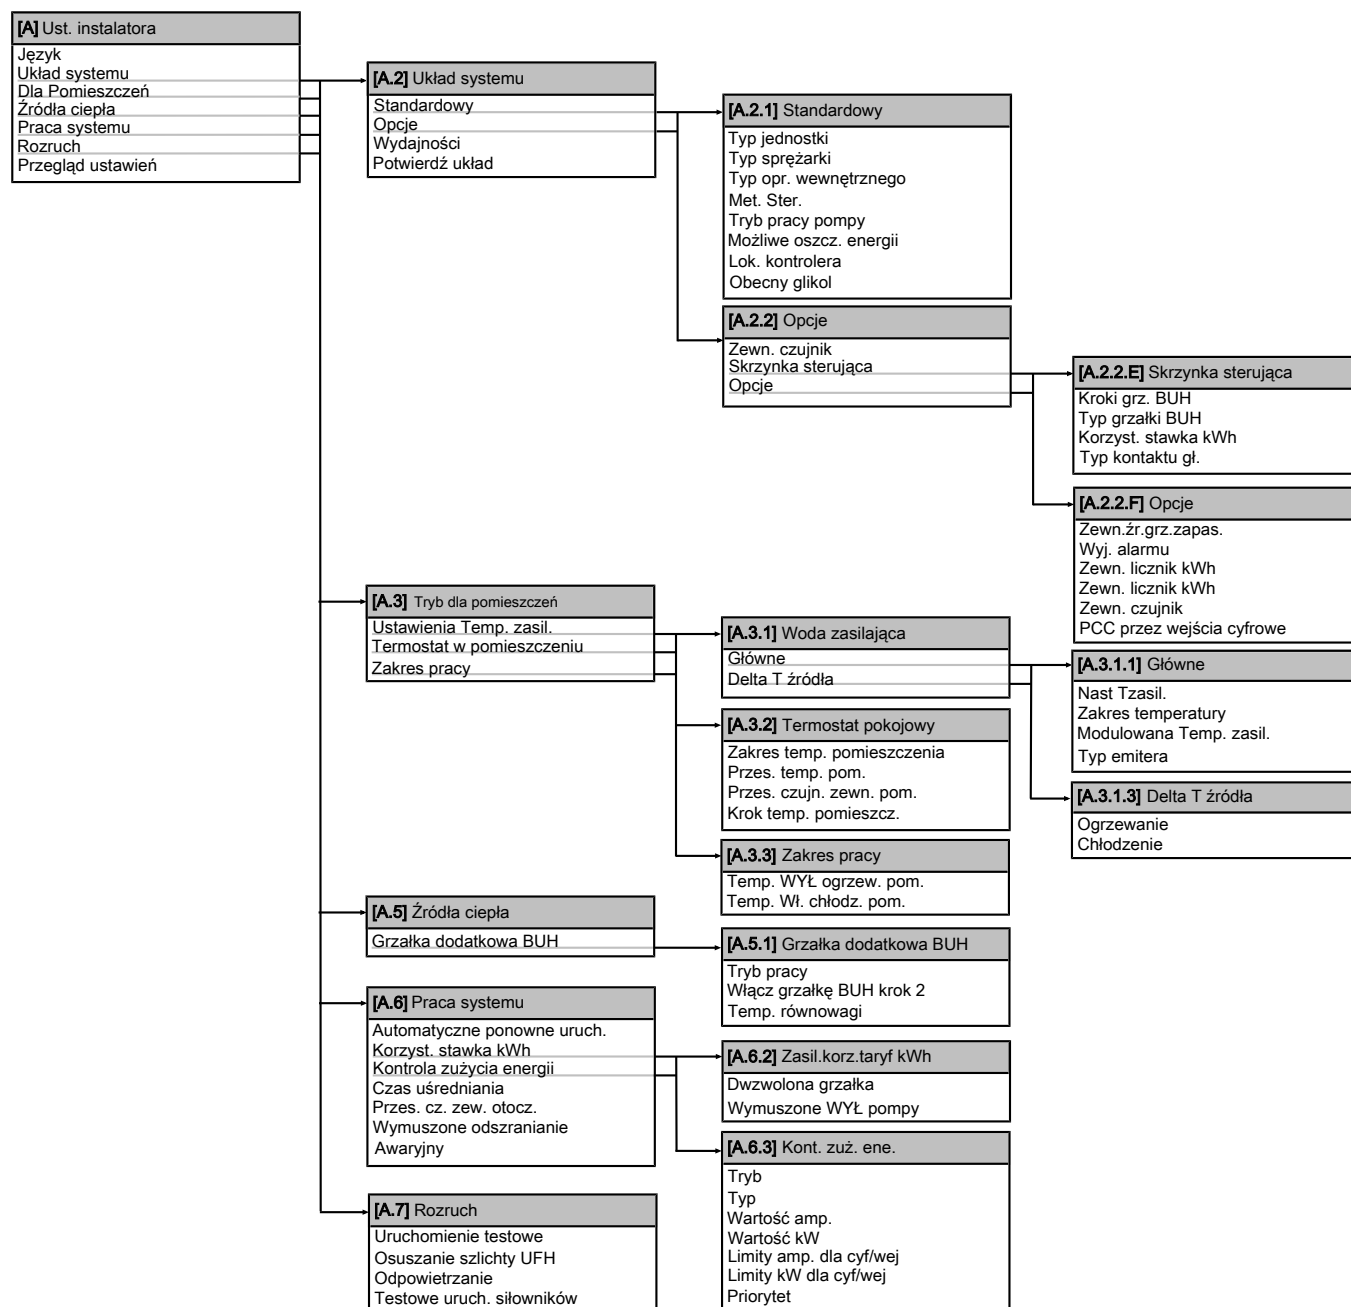 [A] Ust. instalatora
Język
Układ systemu
Dla Pomieszczeń
Źródła ciepła
Praca systemu
Rozruch
Przegląd ustawień
[A.2] Układ systemu
Standardowy
Opcje
Wydajności
Potwierdź układ
[A.2.1] Standardowy
Typ jednostki
Typ sprężarki
Typ opr. wewnętrznego
Met. Ster.
Tryb pracy pompy
Możliwe oszcz. energii
Lok. kontrolera
Obecny glikol
[A.2.2] Opcje
Zewn. czujnik
Skrzynka sterująca
Opcje
[A.2.2.E] Skrzynka sterująca
Kroki grz. BUH
Typ grzałki BUH
Korzyst. stawka kWh
Typ kontaktu gł.
[A.2.2.F] Opcje
Zewn.źr.grz.zapas.
Wyj. alarmu
Zewn. licznik kWh
Zewn. licznik kWh
Zewn. czujnik
PCC przez wejścia cyfrowe
[A.3] Tryb dla pomieszczeń
Ustawienia Temp. zasil.
Termostat w pomieszczeniu
Zakres pracy
[A.3.1] Woda zasilająca
Główne
Delta T źródła
[A.3.1.1] Główne
Nast Tzasil.
Zakres temperatury
Modulowana Temp. zasil.
Typ emitera
[A.3.1.3] Delta T źródła
Ogrzewanie
Chłodzenie
[A.3.2] Termostat pokojowy
Zakres temp. pomieszczenia
Przes. temp. pom.
Przes. czujn. zewn. pom.
Krok temp. pomieszcz.
[A.3.3] Zakres pracy
Temp. WYŁ ogrzew. pom.
Temp. Wł. chłodz. pom.
[A.5] Źródła ciepła
Grzałka dodatkowa BUH
[A.5.1] Grzałka dodatkowa BUH
Tryb pracy
Włącz grzałkę BUH krok 2
Temp. równowagi
[A.6] Praca systemu
Automatyczne ponowne uruch.
Korzyst. stawka kWh
Kontrola zużycia energii
Czas uśredniania
Przes. cz. zew. otocz.
Wymuszone odszranianie
Awaryjny
[A.6.2] Zasil.korz.taryf kWh
Dwzwolona grzałka
Wymuszone WYŁ pompy
[A.6.3] Kont. zuż. ene.
Tryb
Typ
Wartość amp.
Wartość kW
Limity amp. dla cyf/wej
Limity kW dla cyf/wej
Priorytet
[A.7] Rozruch
Uruchomienie testowe
Osuszanie szlichty UFH
Odpowietrzanie
Testowe uruch. siłowników